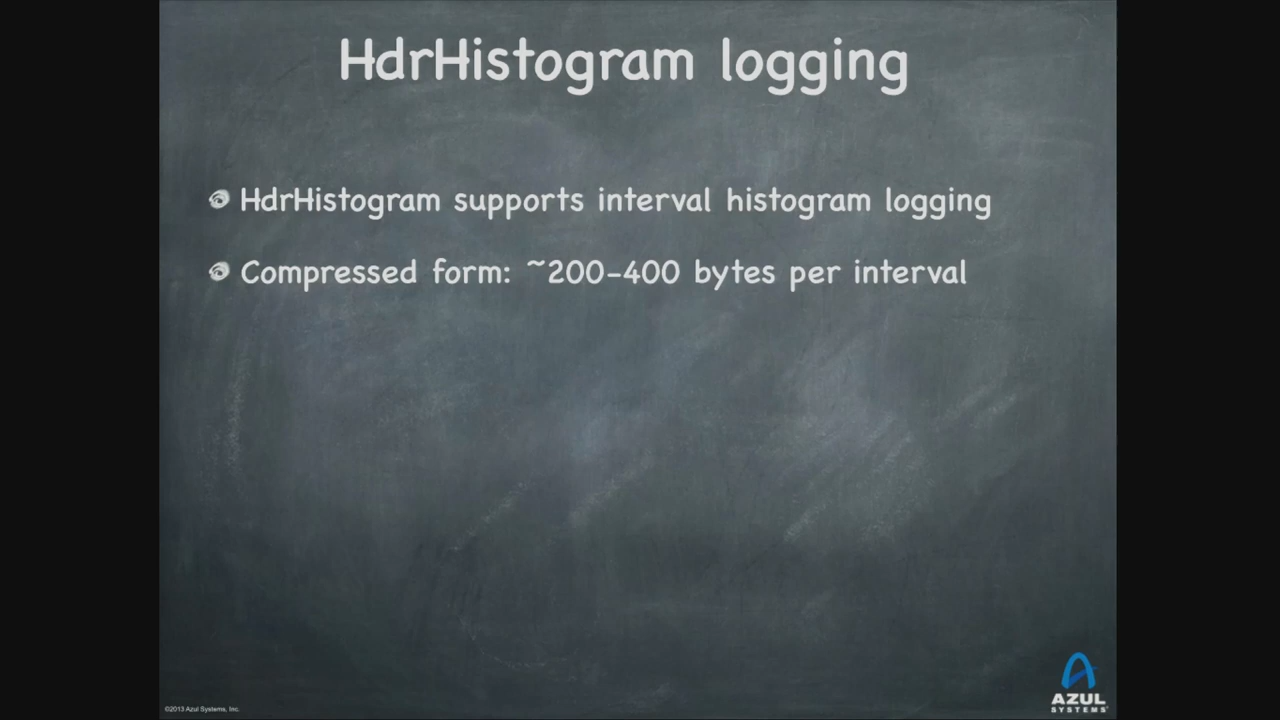 HdrHistogram logging
HdrHistogram supports interval histogram logging
Compressed form: ~200-400 bytes per interval
©2013 Azul Systems, Inc.
AZUL
SYSTEMS